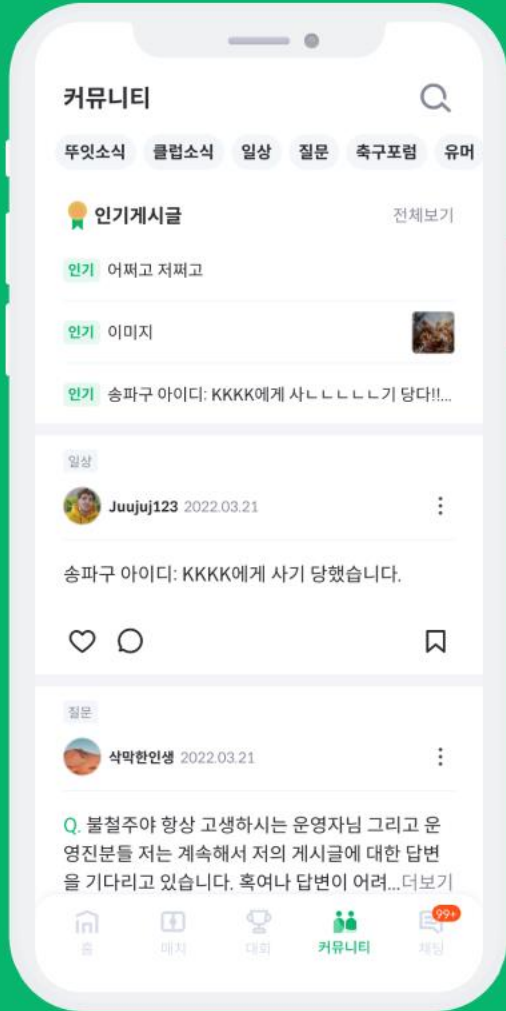 커뮤니티
뚜잇소식 클럽소식 일상 질문 축구포럼 유머
인기게시글 전체보기
인기 어쩌고 저쩌고
인기 이미지
인기 송파구 아이디: KKKK에게 사ㄴㄴㄴㄴㄴ기 당다!!...
일상
Juujuj123 2022.03.21
송파구 아이디: KKKK에게 사기 당했습니다.
질문
삭막한인생 2022.03.21
Q. 불철주야 항상 고생하시는 운영자님 그리고 운
영진분들 저는 계속해서 저의 게시글에 대한 답변
을 기다리고 있습니다. 혹여나 답변이 어려...더보기
99+
홈 매치 대회 커뮤니티 채팅